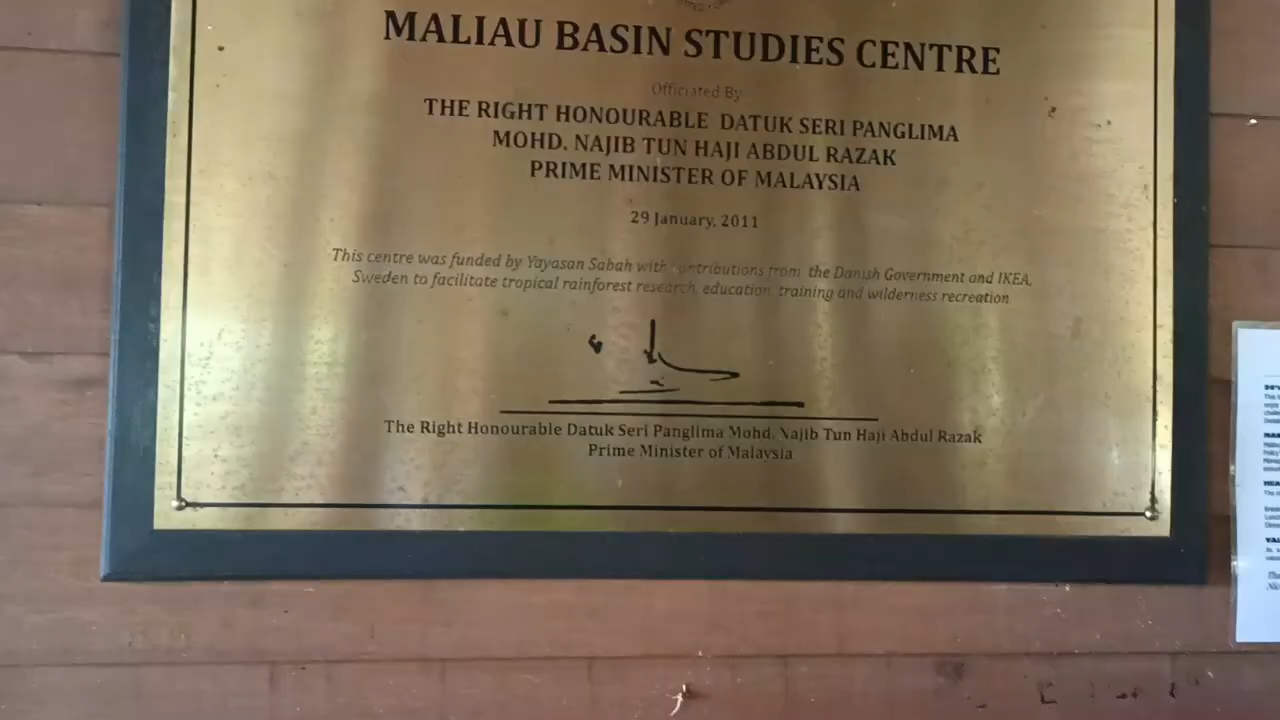 MALIAU BASIN STUDIES CENTRE
Officiated By
THE RIGHT HONOURABLE DATUK SERI PANGLIMA
MOHD. NAJIB TUN HAJI ABDUL RAZAK
PRIME MINISTER OF MALAYSIA
29 January, 2011
This centre was funded by Yayasan Sabah with contributions from the Danish Government and IKEA,
Sweden to facilitate tropical rainforest research, education, training and wilderness recreation
The Right Honourable Datuk Seri Panglima Mohd. Najib Tun Haji Abdul Razak
Prime Minister of Malaysia